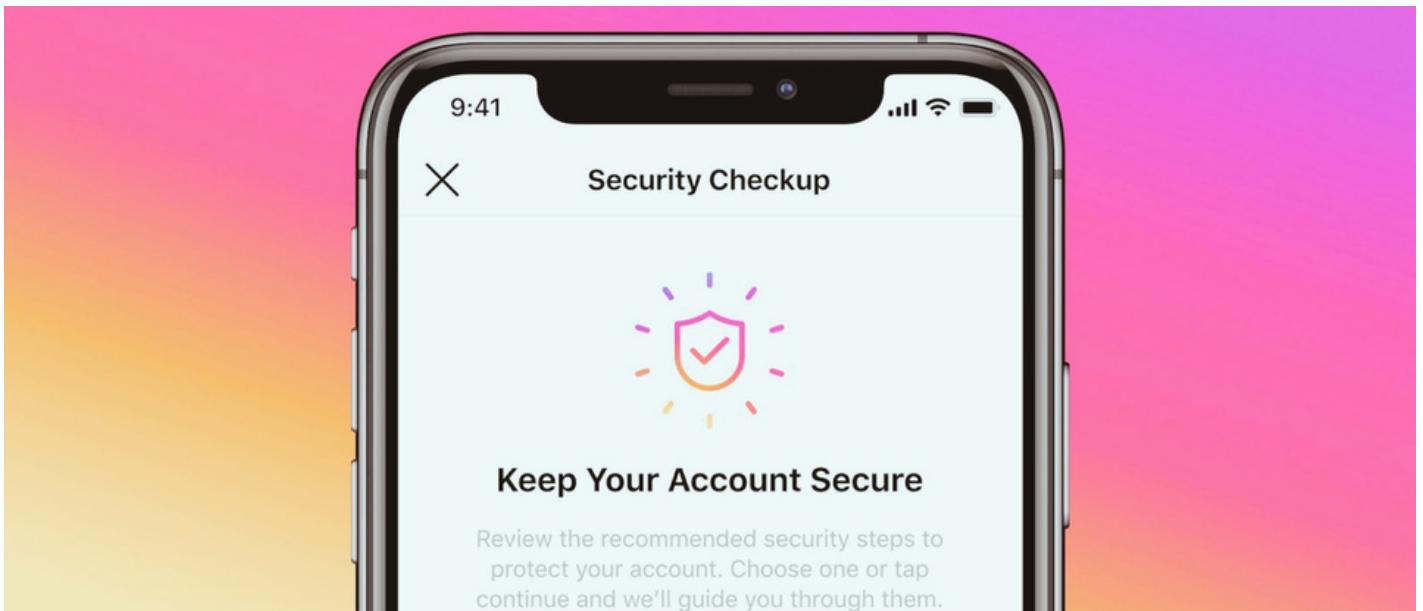 9:41
Security Checkup
Keep Your Account Secure
Review the recommended security steps to
protect your account. Choose one or tap
continue and we'll guide you through them.